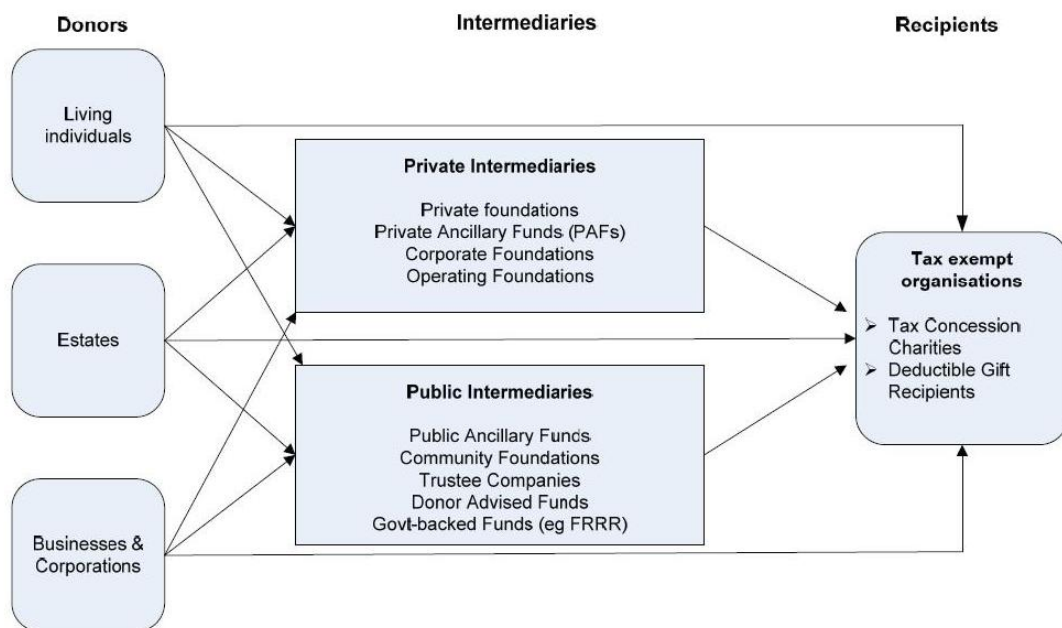 Donors
Intermediaries
Recipients
Living
individuals
Estates
Businesses &
Corporations
Private Intermediaries
Private foundations
Private Ancillary Funds (PAFs)
Corporate Foundations
Operating Foundations
Public Intermediaries
Public Ancillary Funds
Community Foundations
Trustee Companies
Donor Advised Funds
Govt-backed Funds (eg FRRR)
Tax exempt
organisations
➢ Tax Concession
Charities
➢ Deductible Gift
Recipients